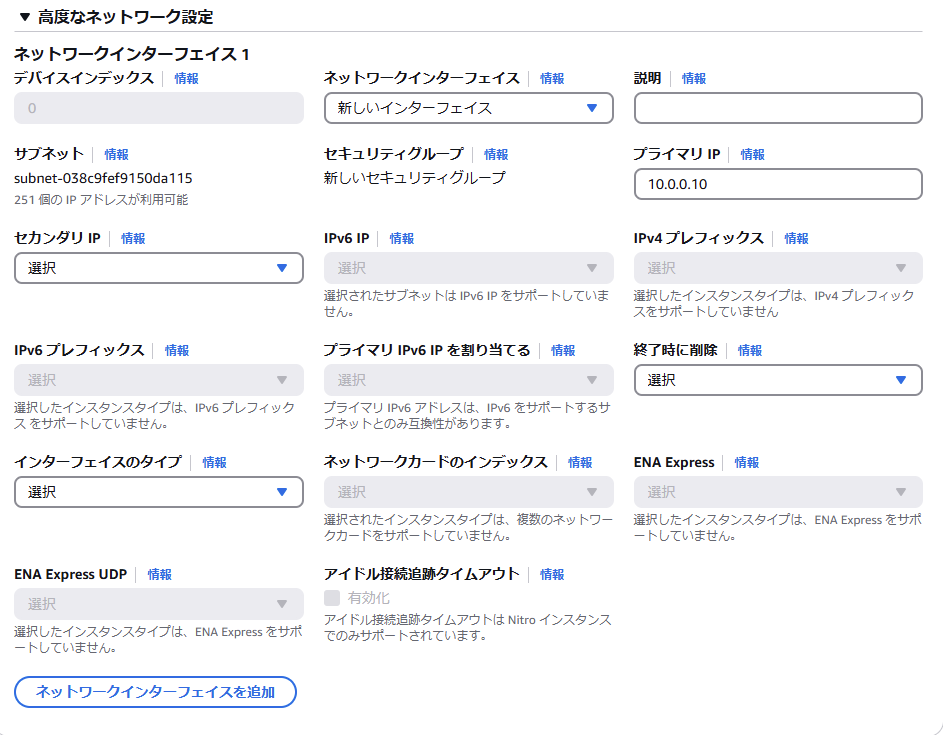 ▼ 高度なネットワーク設定
ネットワークインターフェイス 1
デバイスインデックス | 情報
0
ネットワークインターフェイス | 情報
新しいインターフェイス
説明 | 情報
サブネット | 情報
subnet-038c9fef9150da115
251 個の IP アドレスが利用可能
セキュリティグループ | 情報
新しいセキュリティグループ
プライマリ IP | 情報
10.0.0.10
セカンダリ IP | 情報
選択
IPv6 IP | 情報
選択
選択されたサブネットは IPv6 IP をサポートしていま
せん。
IPv4 プレフィックス | 情報
選択
選択したインスタンスタイプは、IPv4 プレフィック
スをサポートしていません
IPv6 プレフィックス | 情報
選択
選択したインスタンスタイプは、IPv6 プレフィック
ス をサポートしていません。
プライマリ IPv6 IP を割り当てる | 情報
選択
プライマリ IPv6 アドレスは、IPv6 をサポートするサ
ブネットとのみ互換性があります。
終了時に削除 | 情報
選択
インターフェイスのタイプ | 情報
選択
ネットワークカードのインデックス | 情報
選択
選択されたインスタンスタイプは、複数のネットワー
クカードをサポートしていません。
ENA Express | 情報
選択
選択したインスタンスタイプは、ENA Express をサポ
ートしていません。
ENA Express UDP | 情報
選択
選択したインスタンスタイプは、ENA Express をサポ
ートしていません。
アイドル接続追跡タイムアウト | 情報
有効化
アイドル接続追跡タイムアウトは Nitro インスタンス
でのみサポートされています。
ネットワークインターフェイスを追加